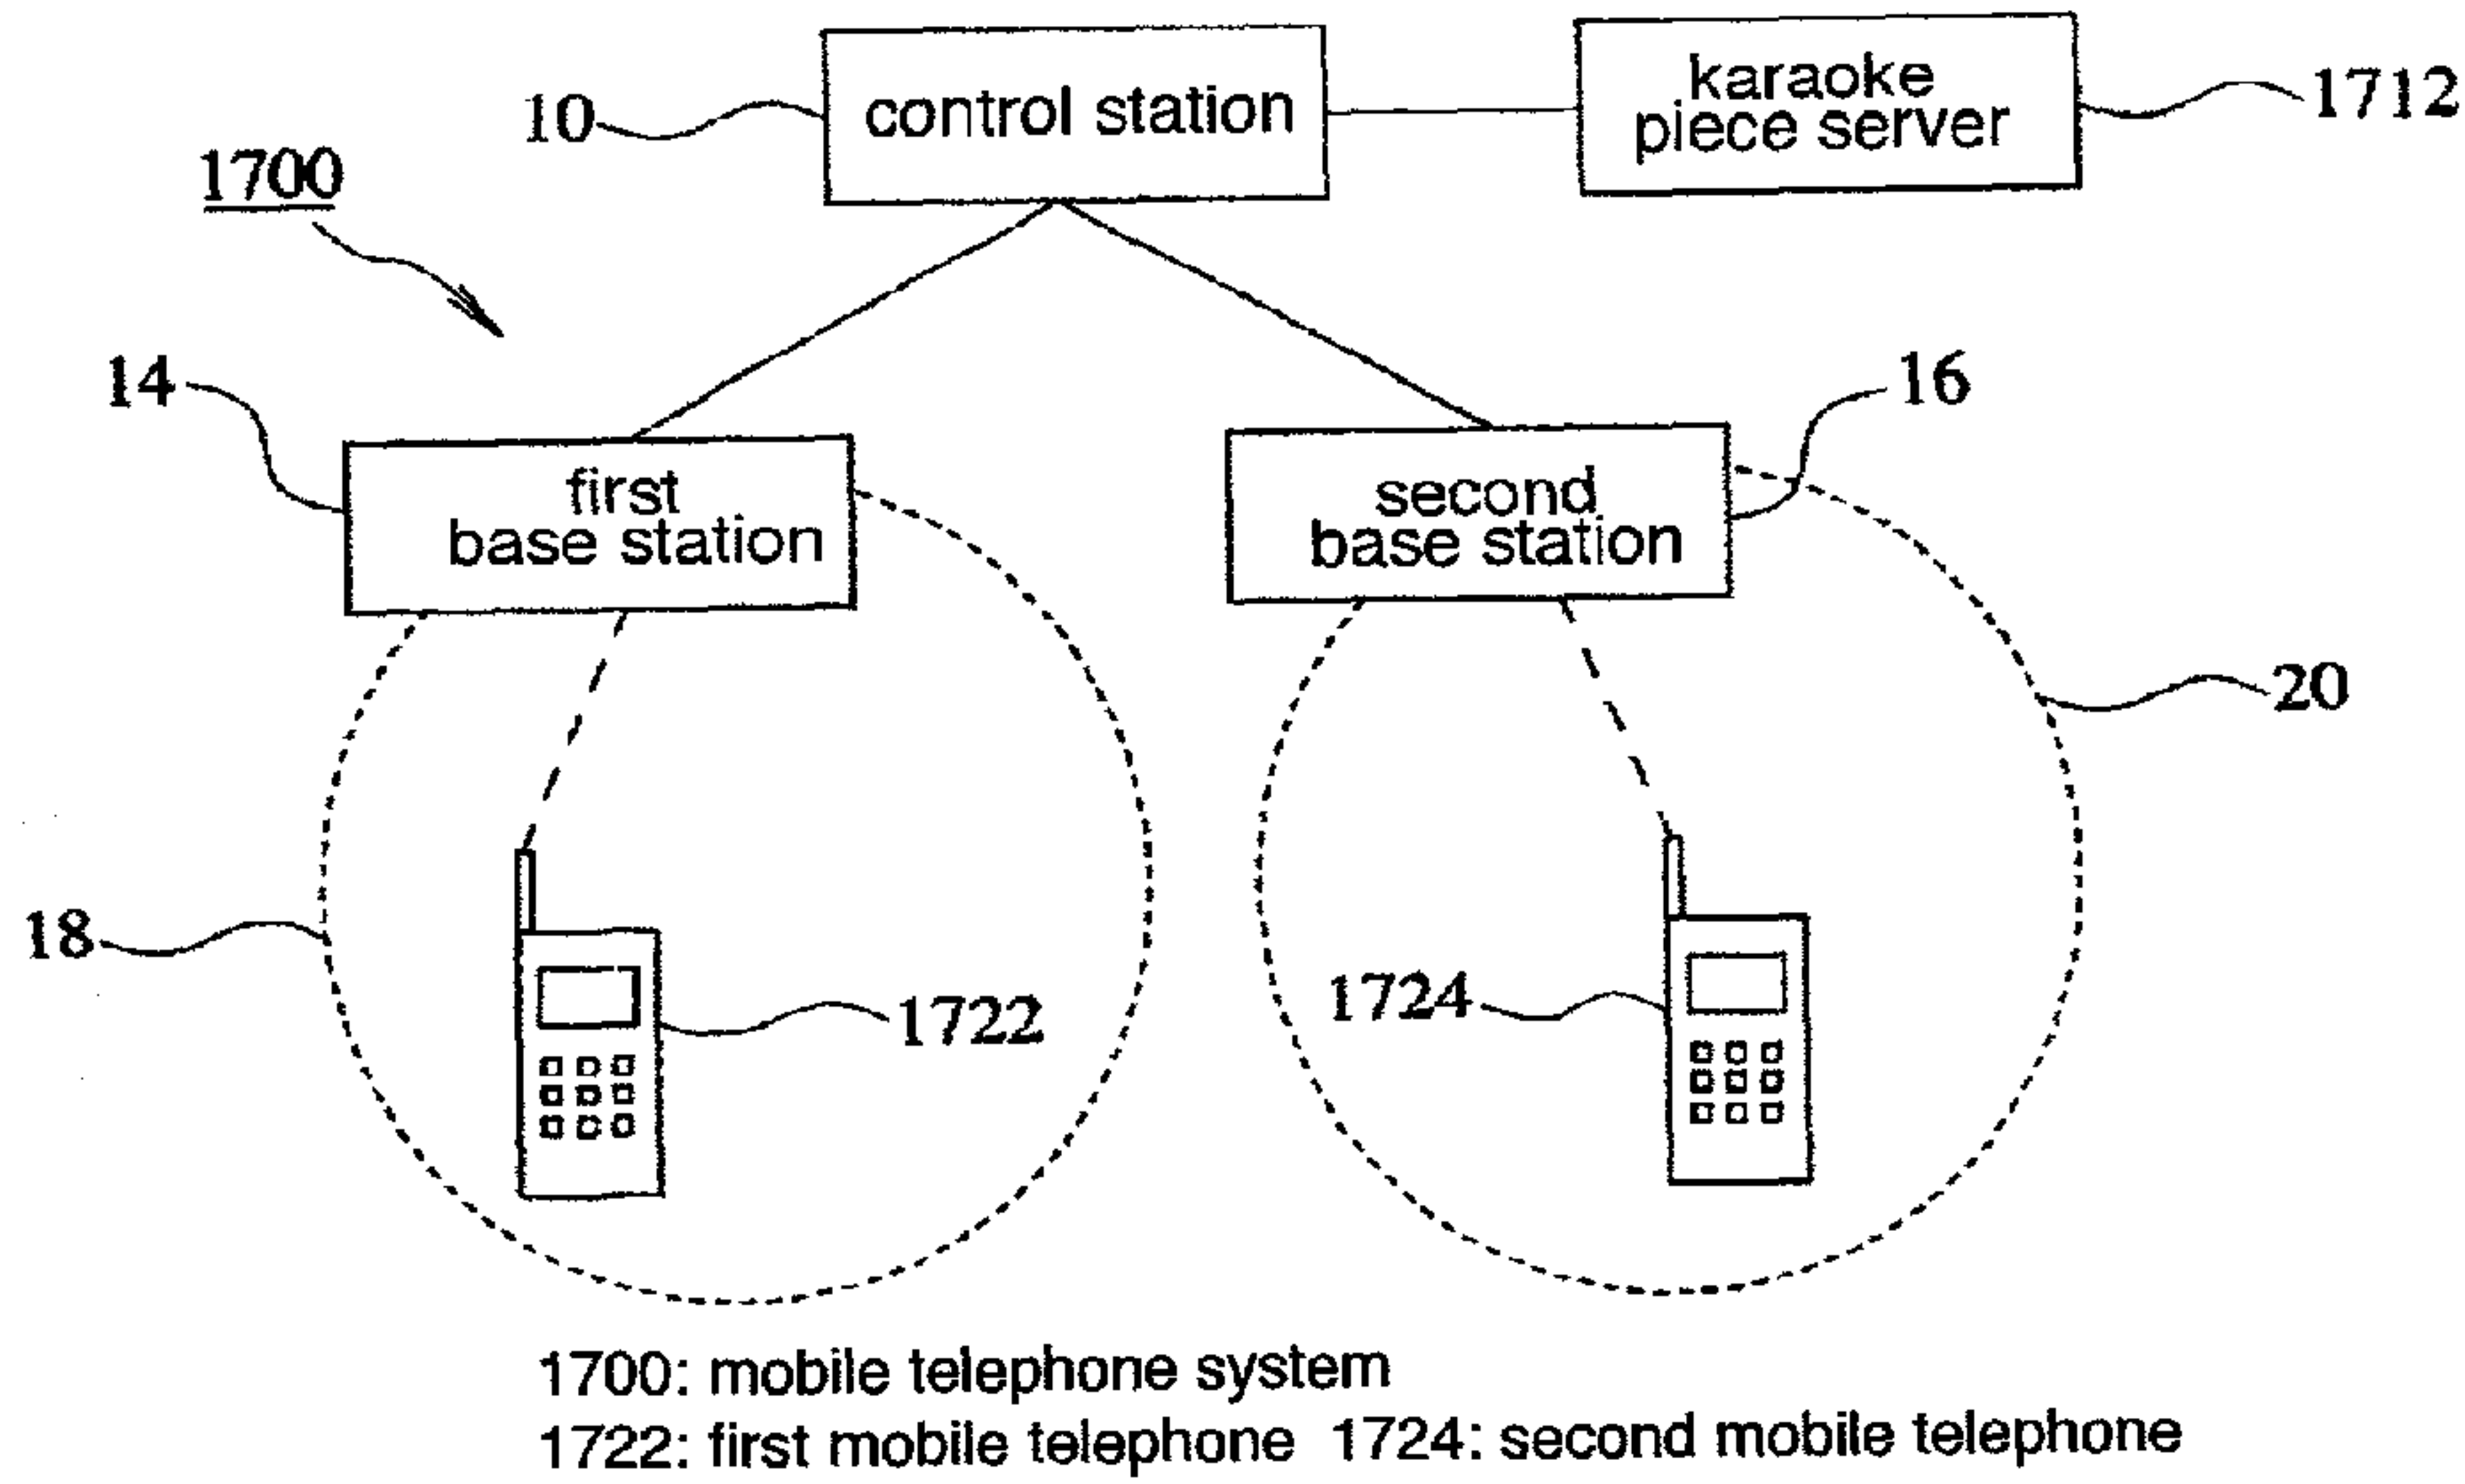 control station
karaoke
piece server
10
1712
1700
14
16
first
base station
second
base station
20
18
1722
1724
1700: mobile telephone system
1722: first mobile telephone 1724: second mobile telephone